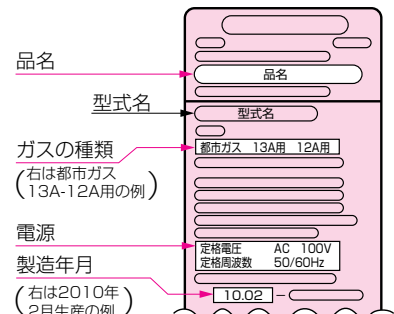 品名
品名
型式名
型式名
ガスの種類
都市ガス 13A用 12A用
(右は都市ガス
13A-12A用の例)
電源
定格電圧 AC 100V
定格周波数 50/60Hz
製造年月
10.02 -
(右は2010年
2月生産の例)